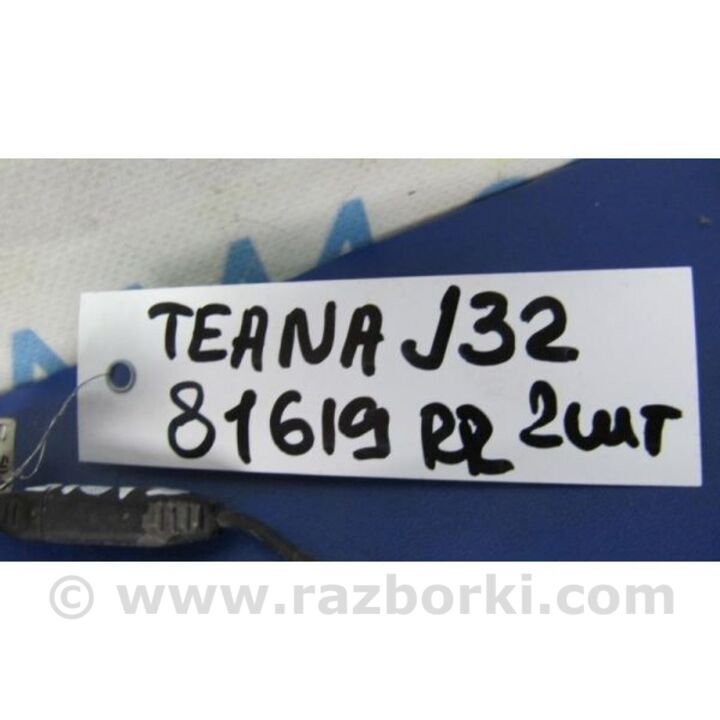 TEANA J32
81619 RR 2шт
© www.razborki.com